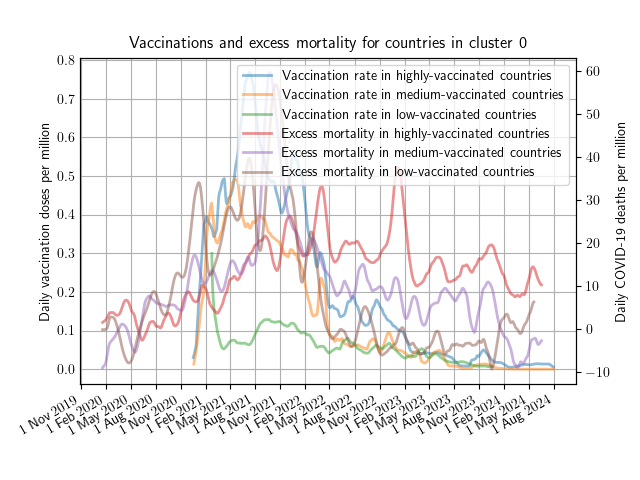 Vaccinations and excess mortality for countries in cluster 0
Vaccination rate in highly-vaccinated countries
Vaccination rate in medium-vaccinated countries
Vaccination rate in low-vaccinated countries
Excess mortality in highly-vaccinated countries
Excess mortality in medium-vaccinated countries
Excess mortality in low-vaccinated countries
Daily vaccination doses per million
0.8
0.7
0.6
0.5
0.4
0.3
0.2
0.1
0.0
Daily COVID-19 deaths per million
60
50
40
30
20
10
0
−10
1 Nov 2019
1 Feb 2020
1 May 2020
1 Aug 2020
1 Nov 2020
1 Feb 2021
1 May 2021
1 Aug 2021
1 Nov 2021
1 Feb 2022
1 May 2022
1 Aug 2022
1 Nov 2022
1 Feb 2023
1 May 2023
1 Aug 2023
1 Nov 2023
1 Feb 2024
1 May 2024
1 Aug 2024